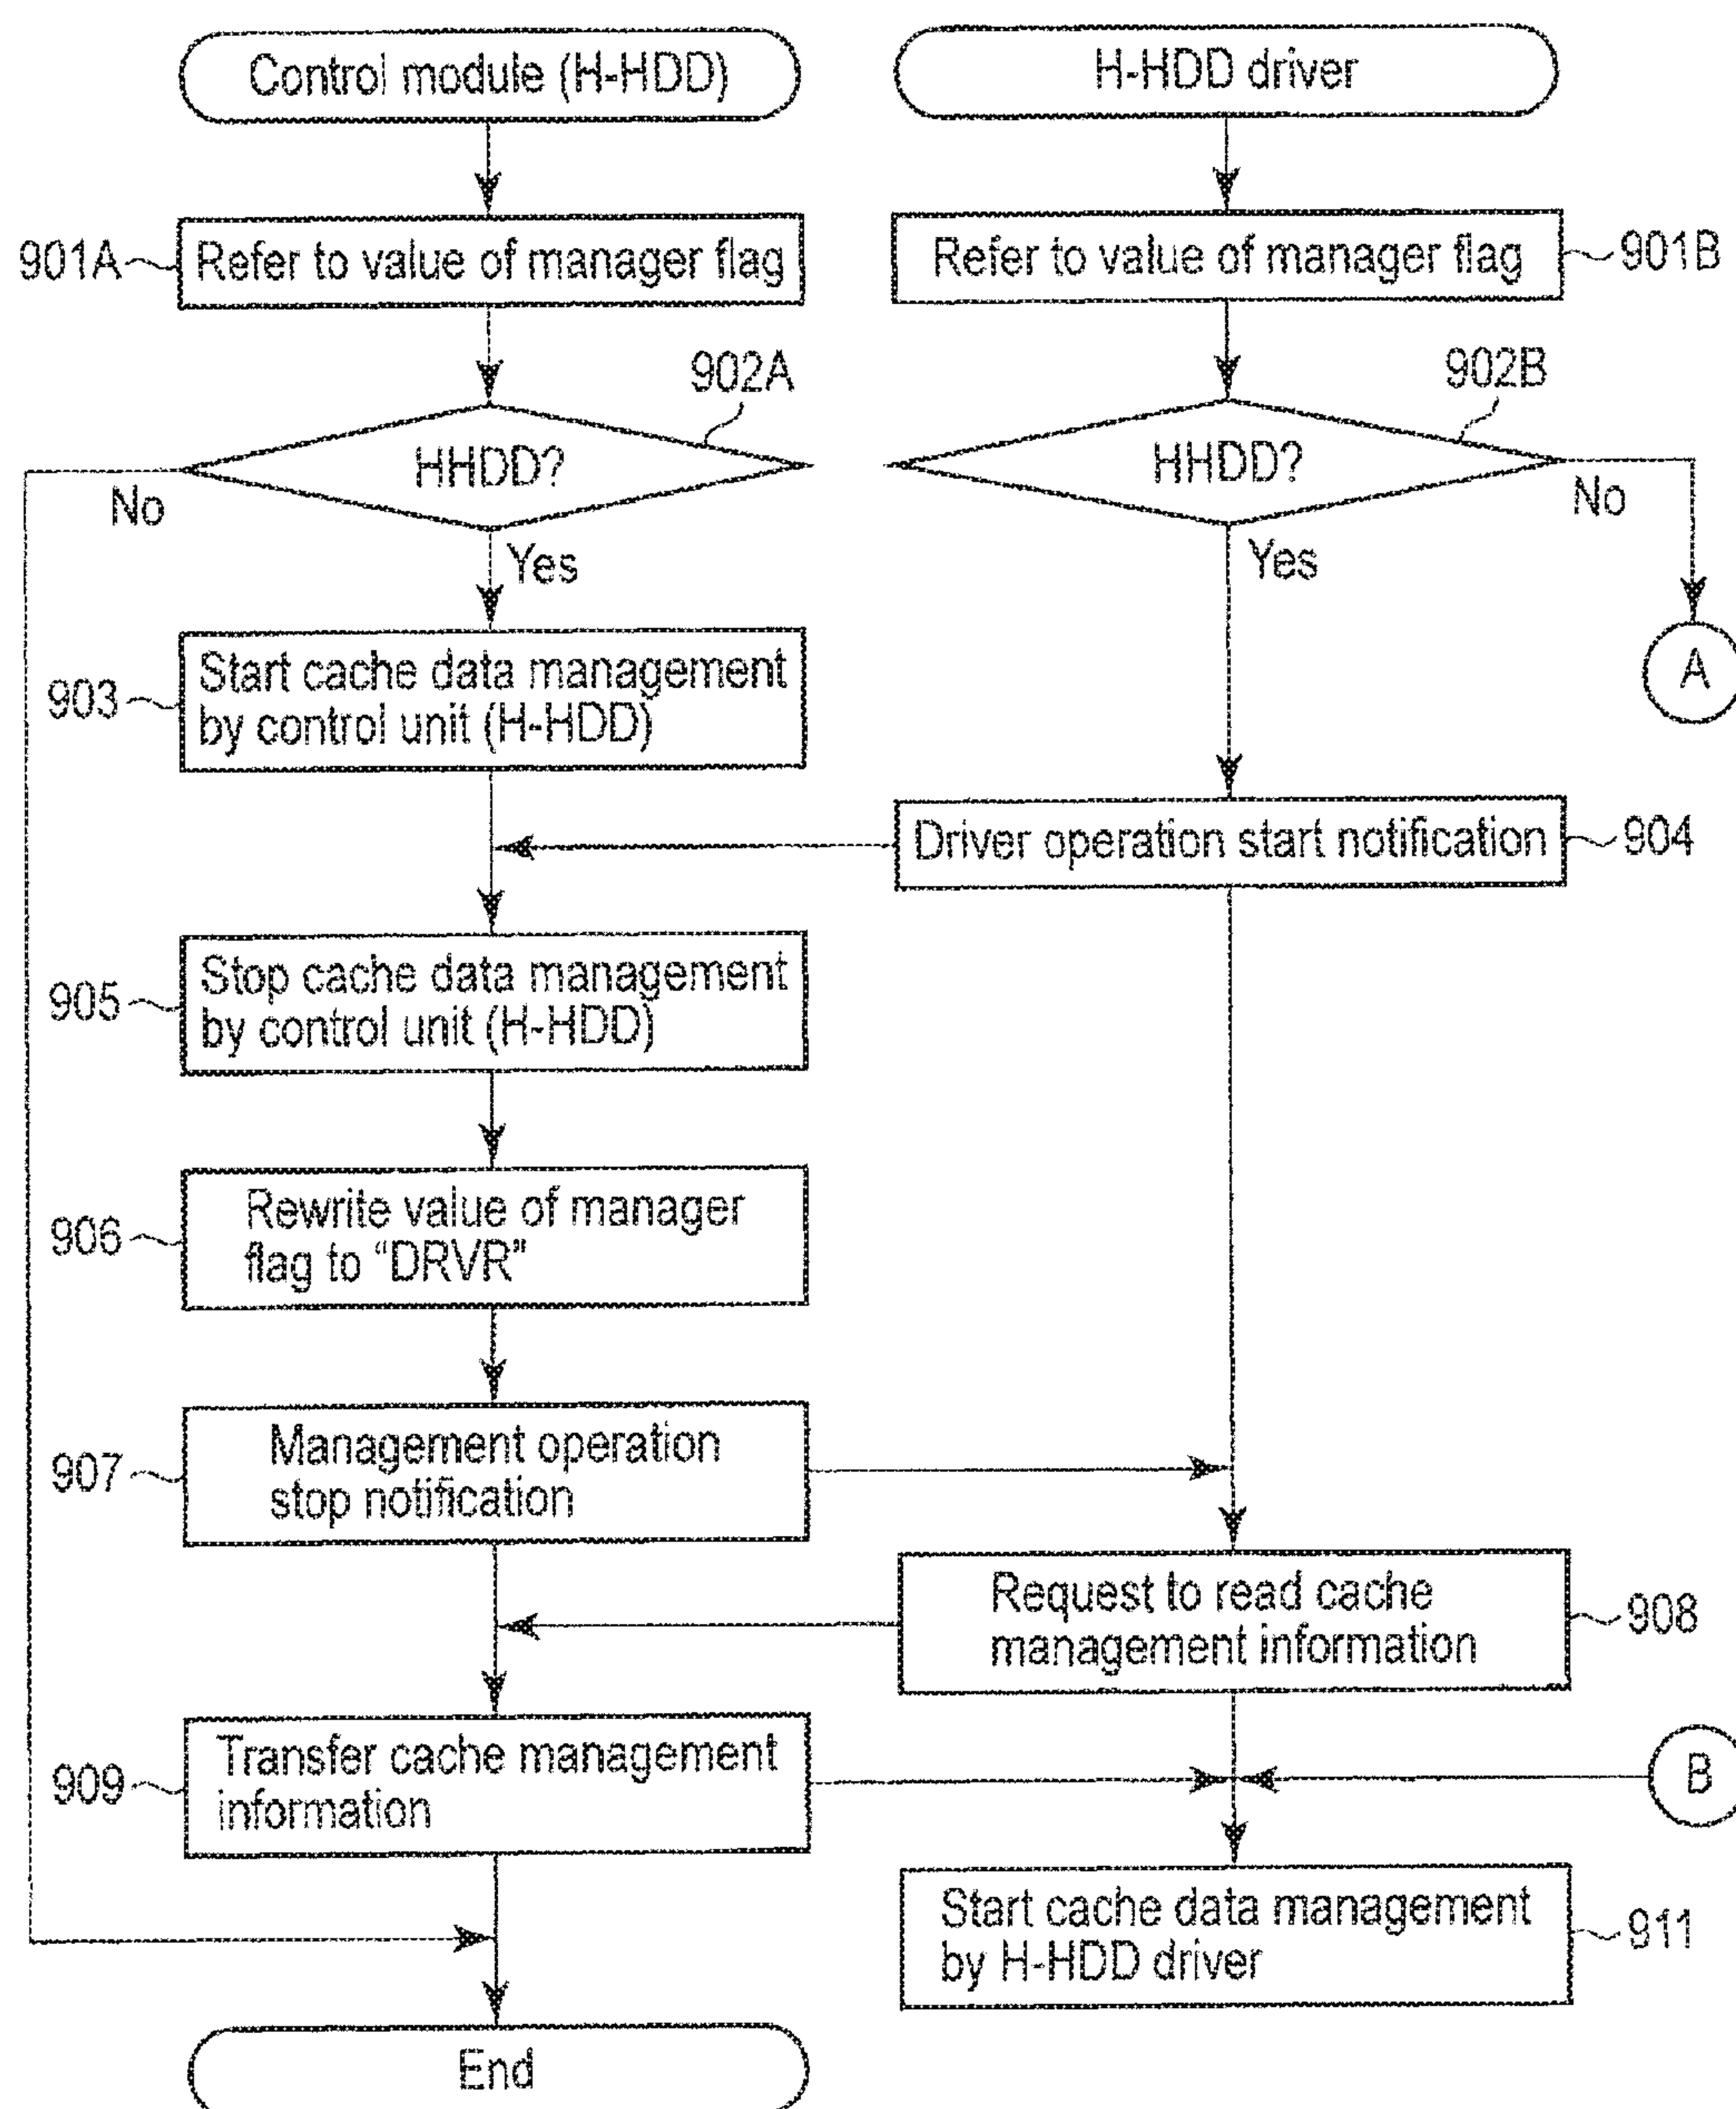 Control module (H-HDD)
H-HDD driver
901A
Refer to value of manager flag
Refer to value of manager flag
901B
902A
902B
HHDD?
HHDD?
No
No
Yes
Yes
A
903
Start cache data management
by control unit (H-HDD)
Driver operation start notification
904
905
Stop cache data management
by control unit (H-HDD)
906
Rewrite value of manager
flag to “DRVR”
907
Management operation
stop notification
Request to read cache
management information
908
909
Transfer cache management
information
B
Start cache data management
by H-HDD driver
911
End